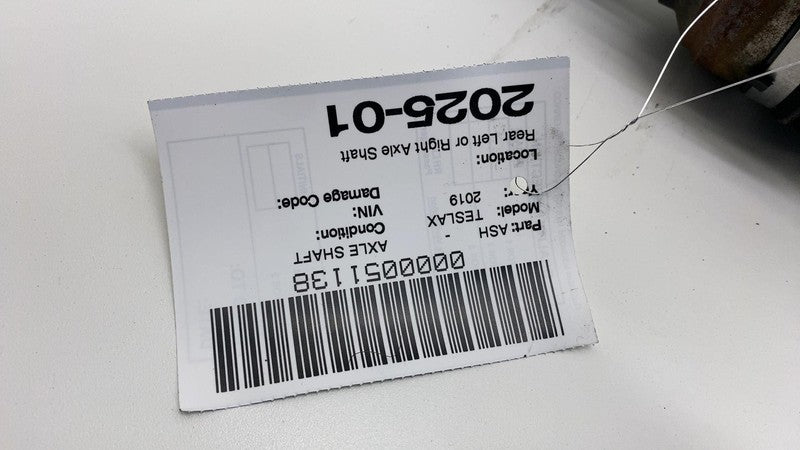 0000051138
Part: ASH - AXLE SHAFT
Model: TESLAX Condition:
Year: 2019 VIN:
Damage Code:
Location:
Rear Left or Right Axle Shaft
2025-01